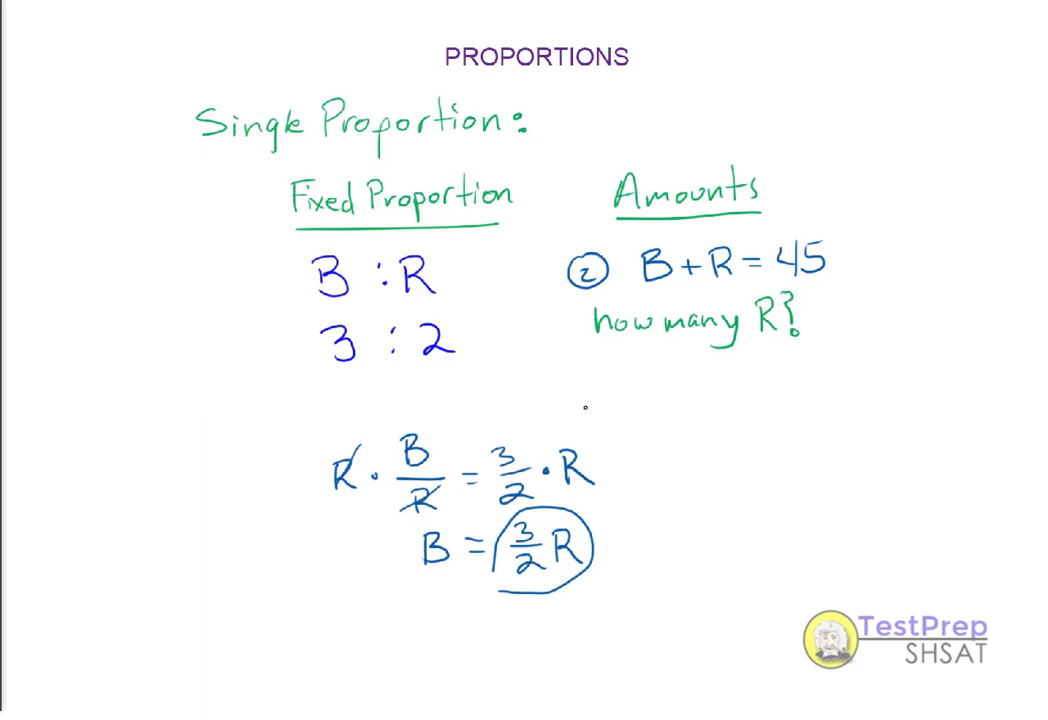 PROPORTIONS
Single Proportion:
Fixed Proportion
Amounts
B : R
3 : 2
② B + R = 45
how many R?
R · B/R = 3/2 · R
B = 3/2 R
TestPrep
SHSAT